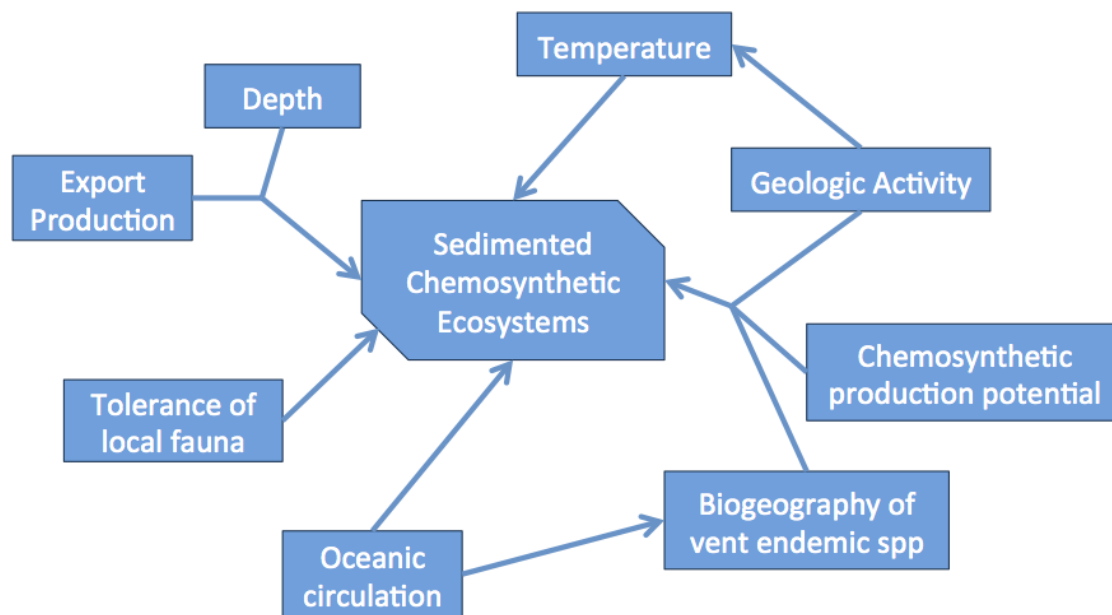 Temperature
Depth
Export
Production
Geologic Activity
Sedimented
Chemosynthetic
Ecosystems
Chemosynthetic
production potential
Tolerance of
local fauna
Biogeography of
vent endemic spp
Oceanic
circulation